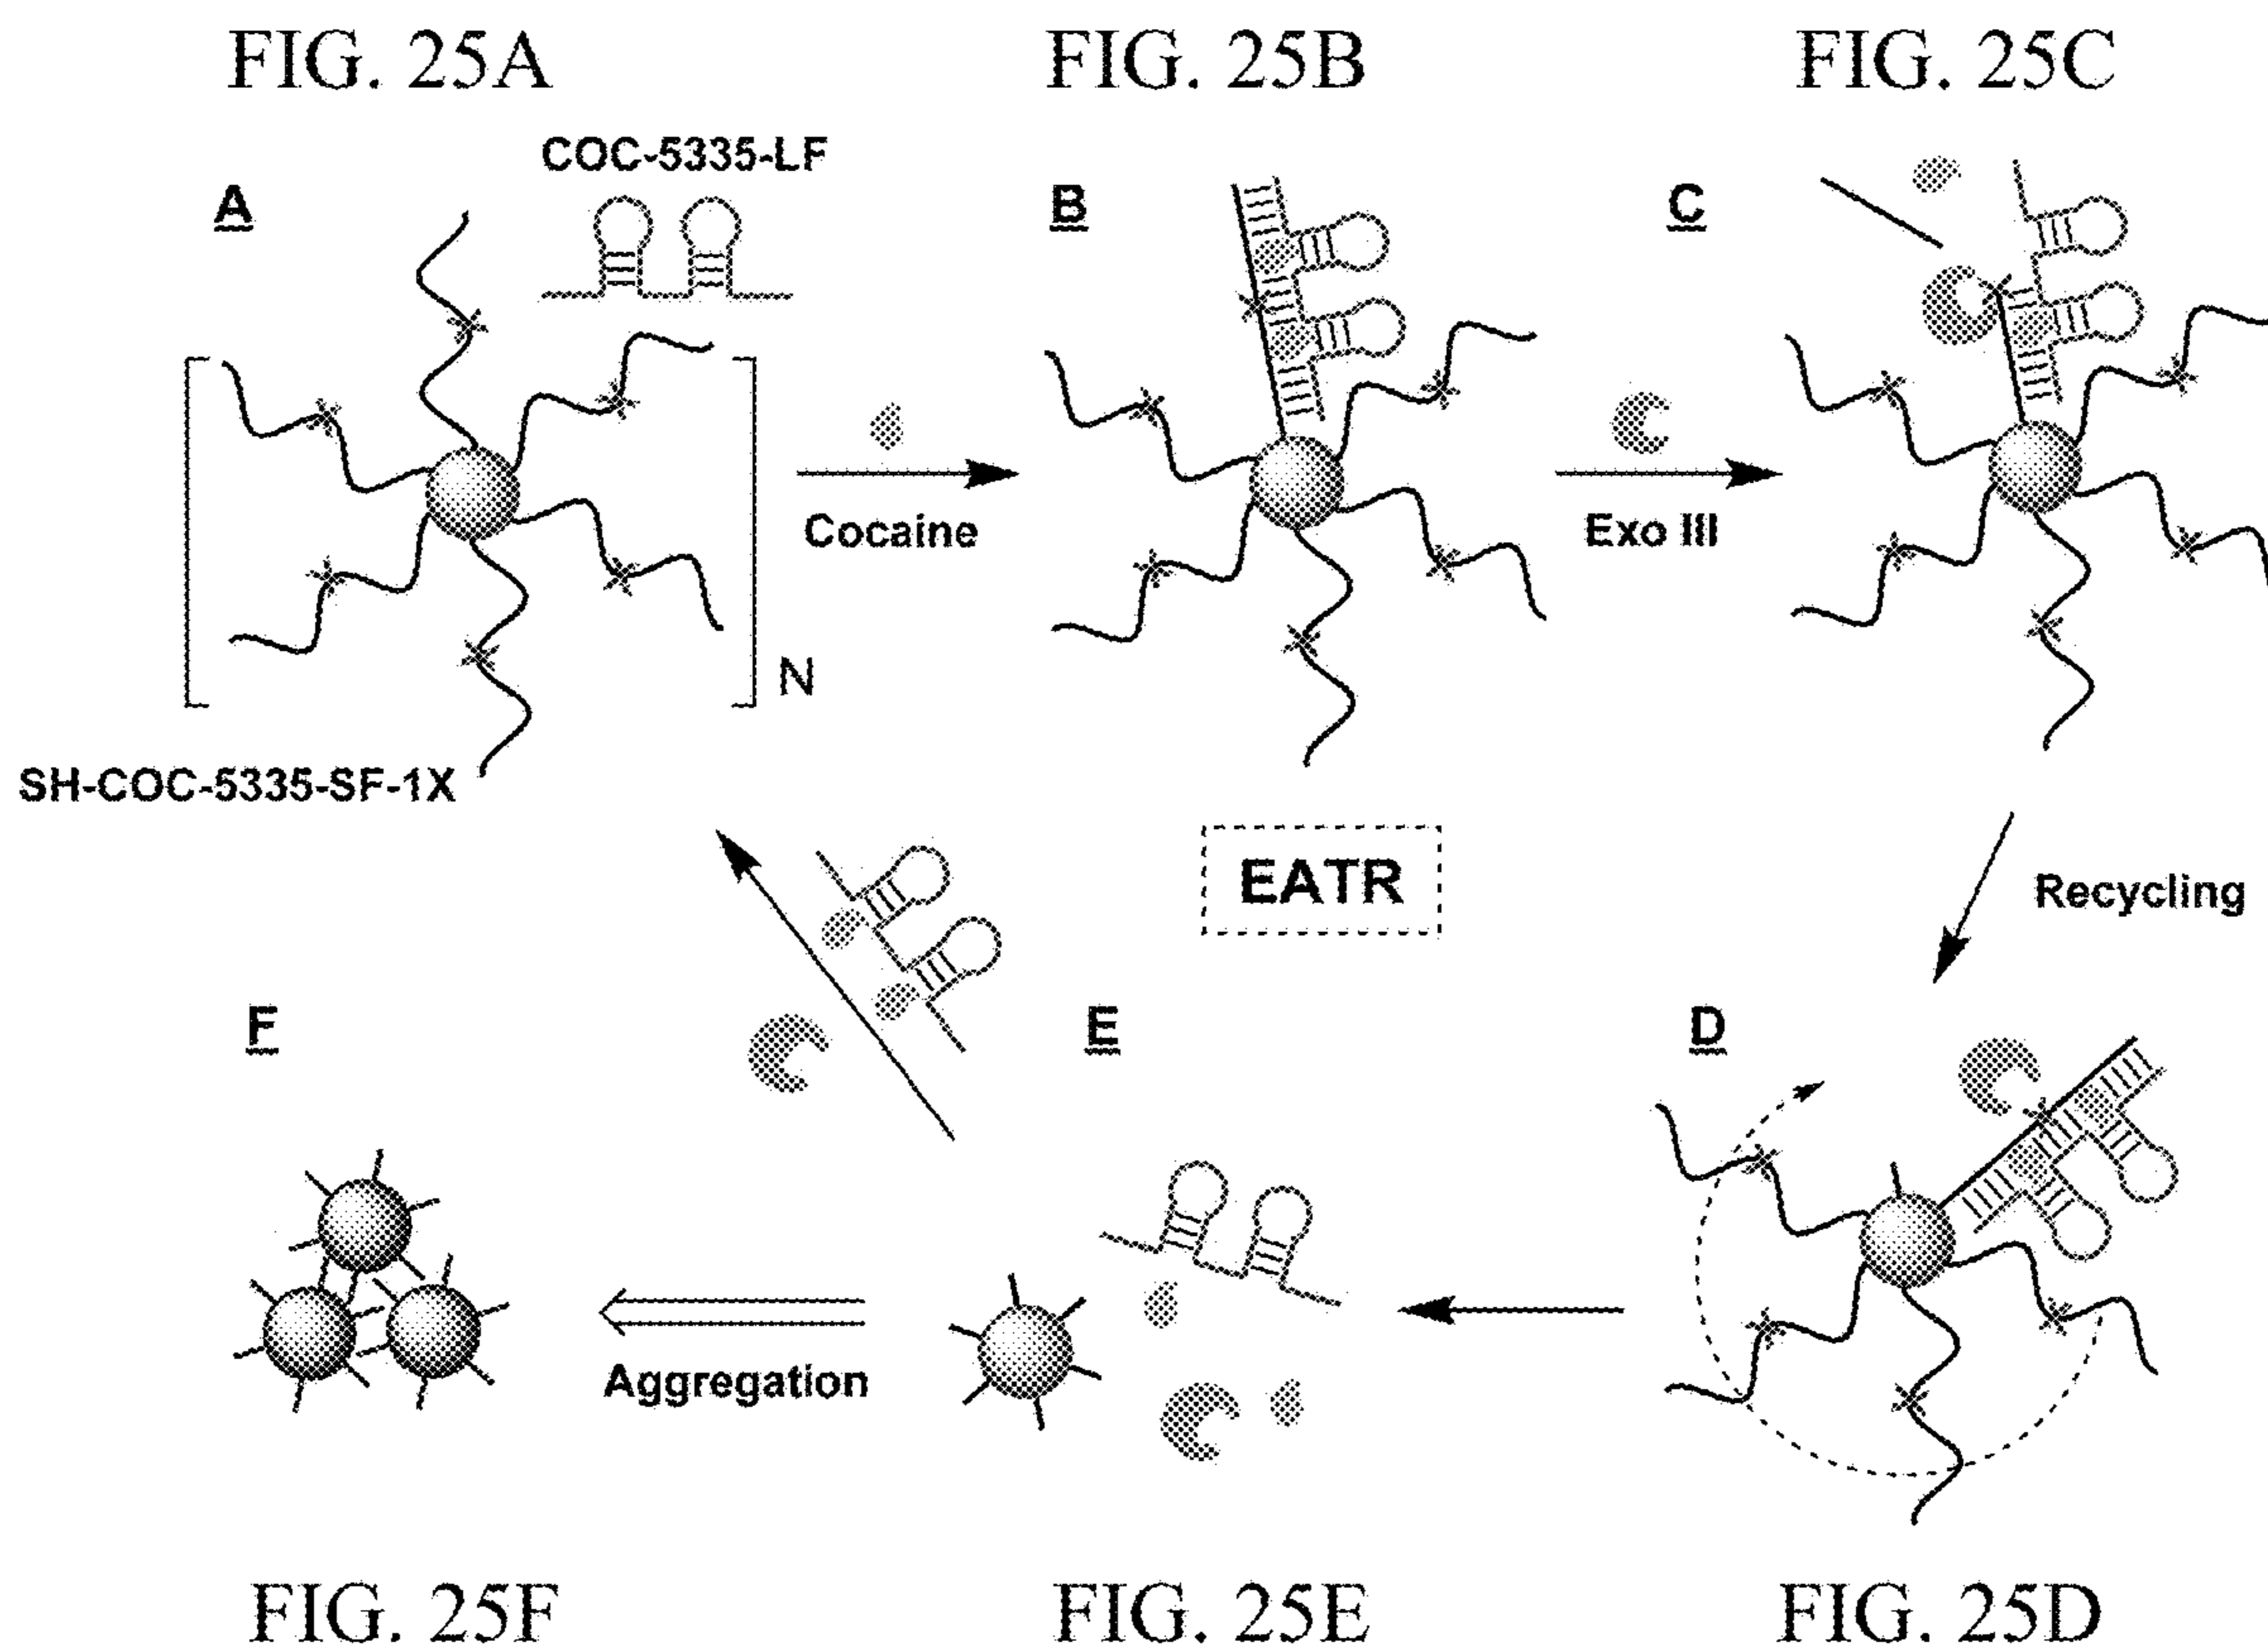 FIG. 25A
FIG. 25B
FIG. 25C
COC-5335-LF
A
B
C
Cocaine
Exo III
N
SH-COC-5335-SF-1X
EATR
Recycling
F
E
D
Aggregation
FIG. 25F
FIG. 25E
FIG. 25D